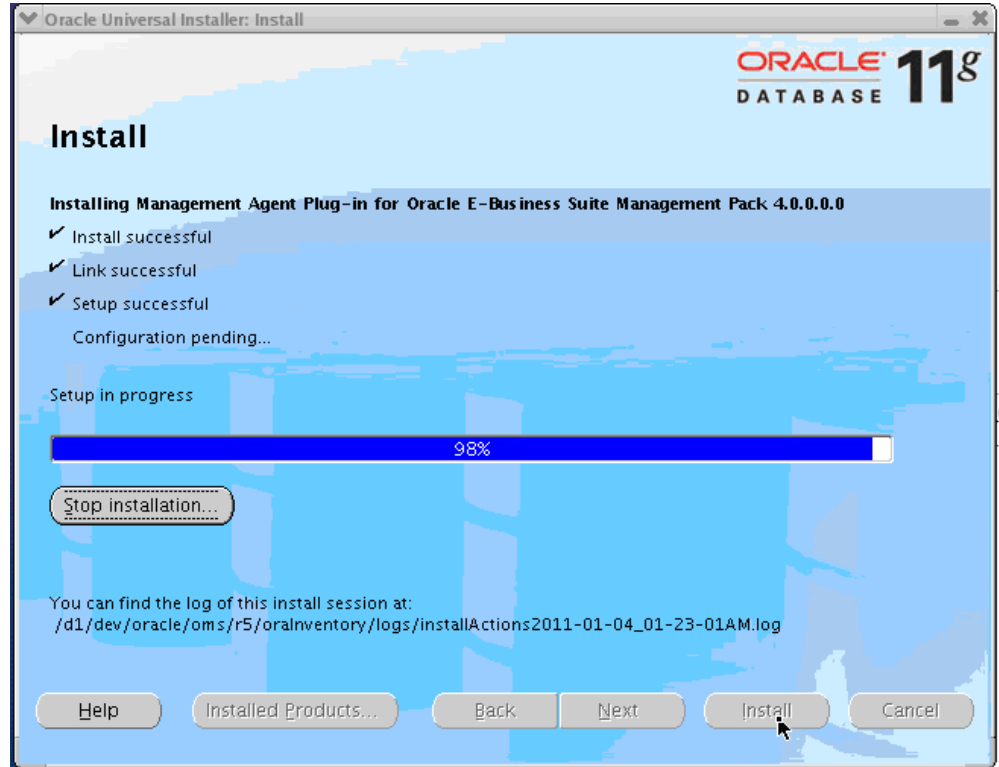 Oracle Universal Installer: Install
ORACLE 11g
DATABASE
Install
Installing Management Agent Plug-in for Oracle E-Business Suite Management Pack 4.0.0.0.0
Install successful
Link successful
Setup successful
Configuration pending...
Setup in progress
98%
Stop installation...
You can find the log of this install session at:
/d1/dev/oracle/oms/r5/oraInventory/logs/installActions2011-01-04_01-23-01AM.log
Help Installed Products... Back Next Install Cancel